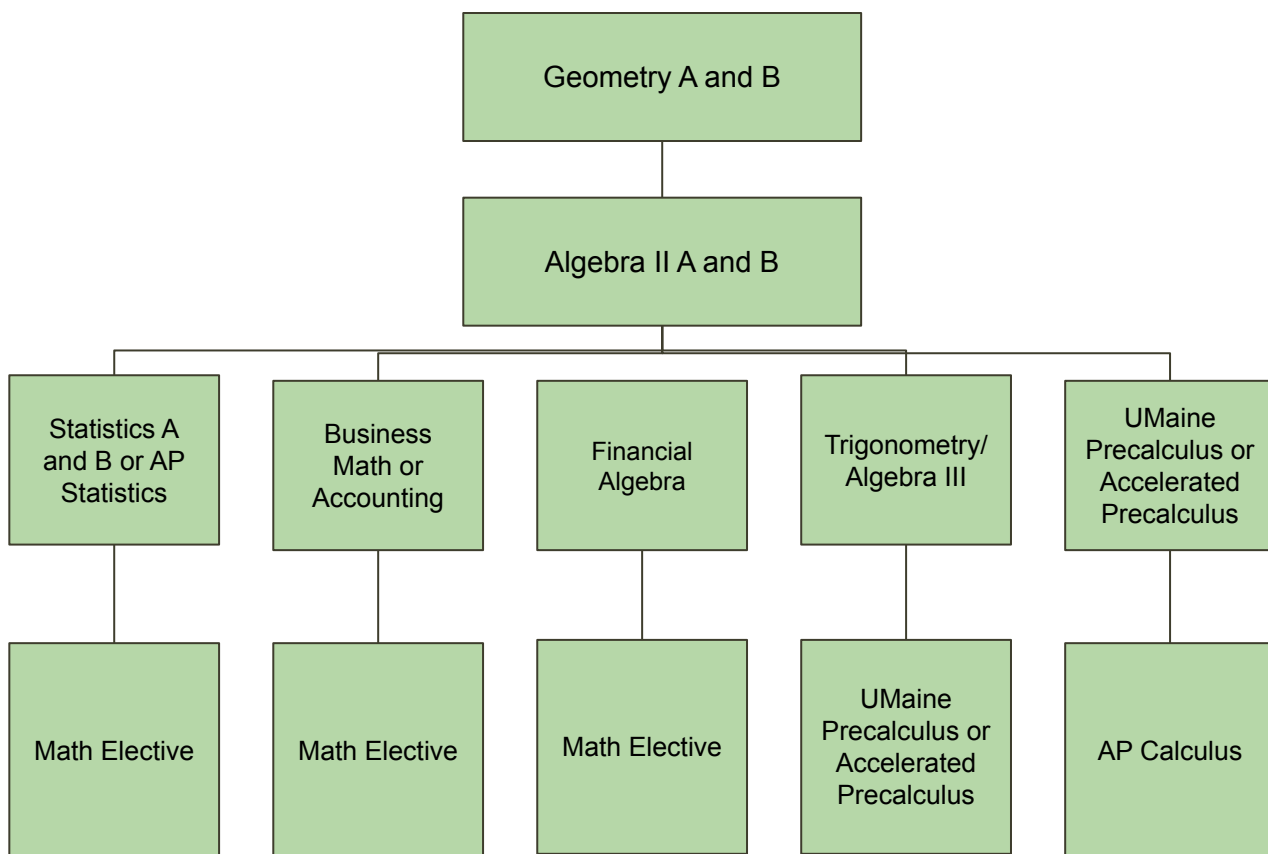 Geometry A and B
Algebra II A and B
Statistics A
and B or AP
Statistics
Business
Math or
Accounting
Financial
Algebra
Trigonometry/
Algebra III
UMaine
Precalculus or
Accelerated
Precalculus
Math Elective
Math Elective
Math Elective
UMaine
Precalculus or
Accelerated
Precalculus
AP Calculus